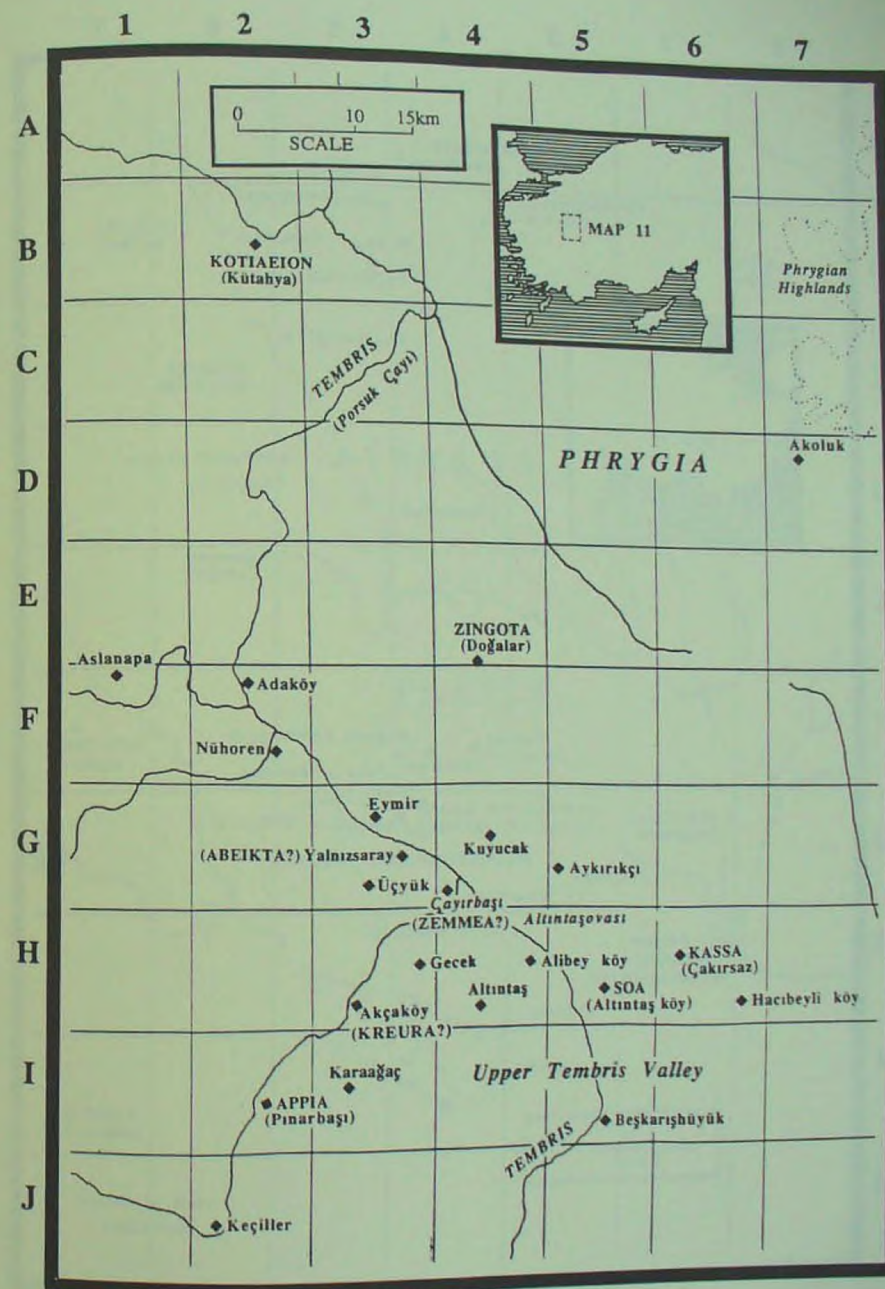 1 2 3 4 5 6 7
A
0 10 15km
SCALE
MAP 11
B
KOTIAEION
(Kütahya)
Phrygian
Highlands
C
TEMBRIS
(Porsuk Çayı)
D
PHRYGIA
Akoluk
E
ZINGOTA
(Doğalar)
Aslanapa
Adaköy
F
Nühoren
Eymir
G
Kuyucak
(ABEIKTA?) Yalnızsaray
Aykırıkçı
Üçyük
Çayırbaşı
(ZEMMEA?) Altıntaşovası
H
KASSA
(Çakırsaz)
Gecek
Alibey köy
Altıntaş
SOA
(Altıntaş köy)
Hacıbeyli köy
Akçaköy
(KREURA?)
I
Karaağaç
Upper Tembris Valley
APPIA
(Pınarbaşı)
Beşkarışhüyük
TEMBRIS
J
Keçiller